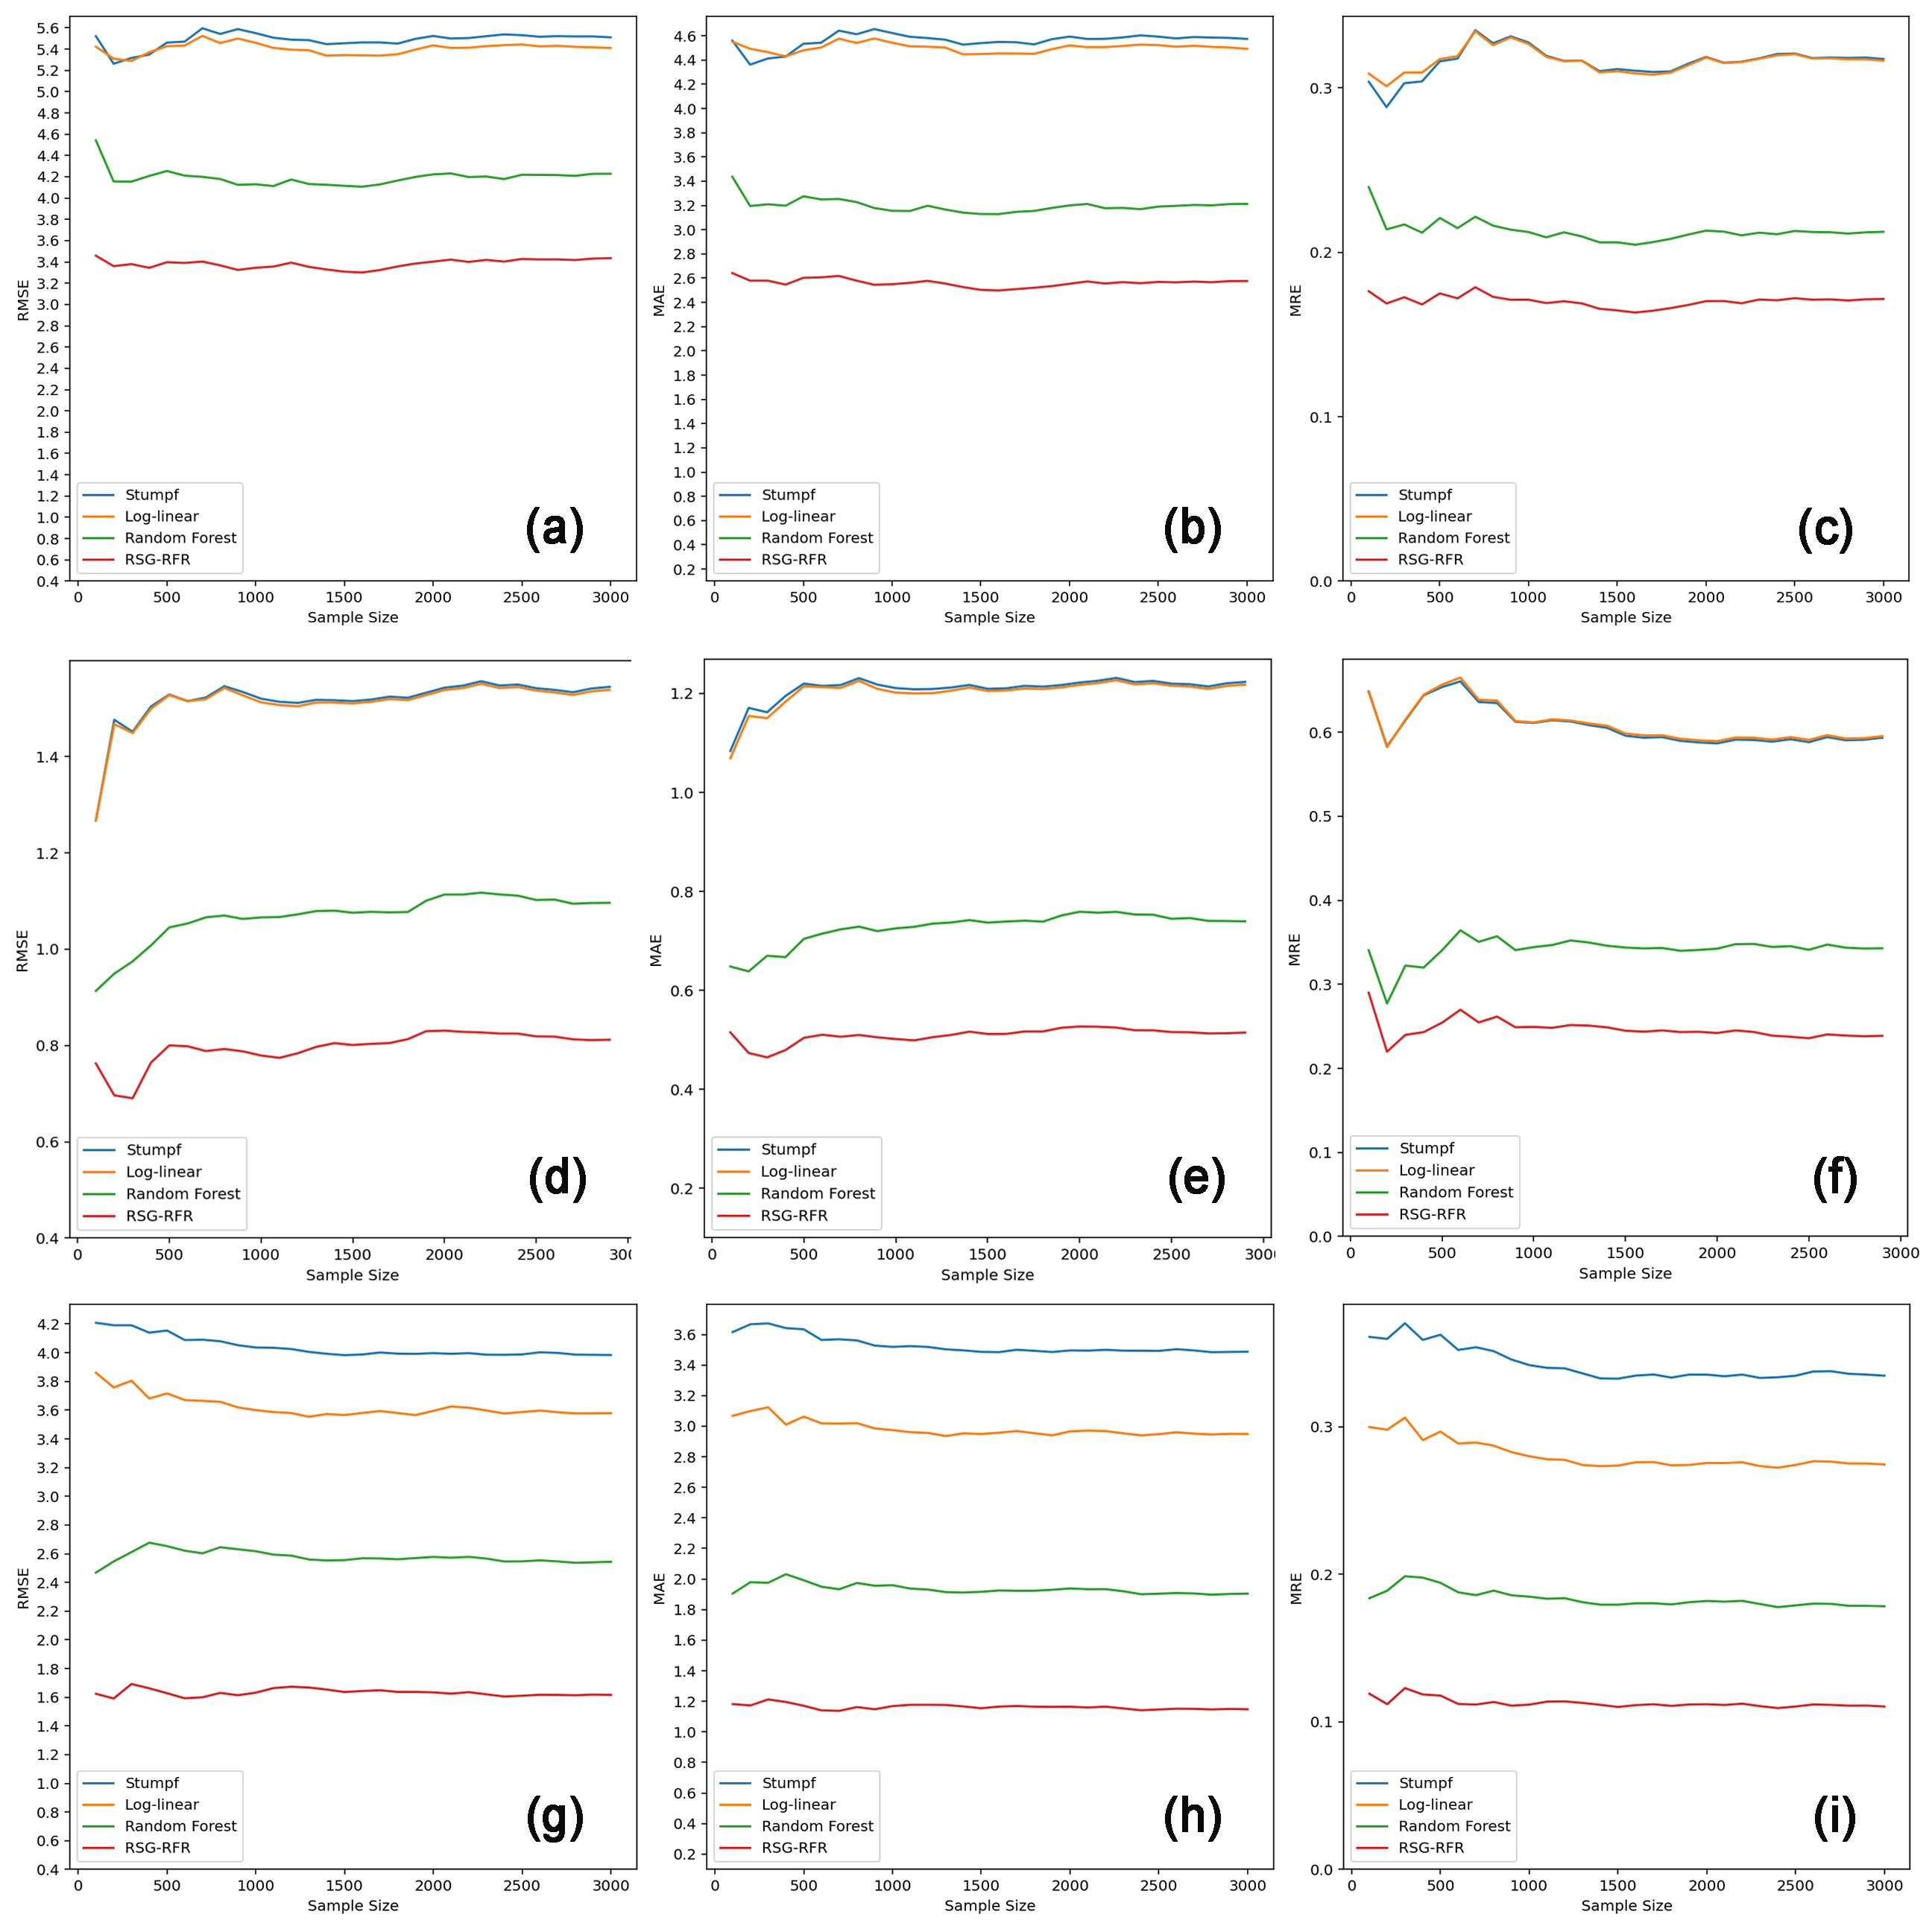 5.6
5.4
5.2
5.0
4.8
4.6
4.4
4.2
4.0
3.8
3.6
3.4
3.2
3.0
2.8
2.6
2.4
2.2
2.0
1.8
1.6
1.4
1.2
1.0
0.8
0.6
0.4
RMSE
Stumpf
Log-linear
Random Forest
RSG-RFR
(a)
0 500 1000 1500 2000 2500 3000
Sample Size
4.6
4.4
4.2
4.0
3.8
3.6
3.4
3.2
3.0
2.8
2.6
2.4
2.2
2.0
1.8
1.6
1.4
1.2
1.0
0.8
0.6
0.4
0.2
MAE
Stumpf
Log-linear
Random Forest
RSG-RFR
(b)
0 500 1000 1500 2000 2500 3000
Sample Size
0.3
0.2
0.1
0.0
MRE
Stumpf
Log-linear
Random Forest
RSG-RFR
(c)
0 500 1000 1500 2000 2500 3000
Sample Size
1.4
1.2
1.0
0.8
0.6
0.4
RMSE
Stumpf
Log-linear
Random Forest
RSG-RFR
(d)
0 500 1000 1500 2000 2500 300
Sample Size
1.2
1.0
0.8
0.6
0.4
0.2
MAE
Stumpf
Log-linear
Random Forest
RSG-RFR
(e)
0 500 1000 1500 2000 2500 3000
Sample Size
0.6
0.5
0.4
0.3
0.2
0.1
0.0
MRE
Stumpf
Log-linear
Random Forest
RSG-RFR
(f)
0 500 1000 1500 2000 2500 3000
Sample Size
4.2
4.0
3.8
3.6
3.4
3.2
3.0
2.8
2.6
2.4
2.2
2.0
1.8
1.6
1.4
1.2
1.0
0.8
0.6
0.4
RMSE
Stumpf
Log-linear
Random Forest
RSG-RFR
(g)
0 500 1000 1500 2000 2500 3000
Sample Size
3.6
3.4
3.2
3.0
2.8
2.6
2.4
2.2
2.0
1.8
1.6
1.4
1.2
1.0
0.8
0.6
0.4
0.2
MAE
Stumpf
Log-linear
Random Forest
RSG-RFR
(h)
0 500 1000 1500 2000 2500 3000
Sample Size
0.3
0.2
0.1
0.0
MRE
Stumpf
Log-linear
Random Forest
RSG-RFR
(i)
0 500 1000 1500 2000 2500 3000
Sample Size